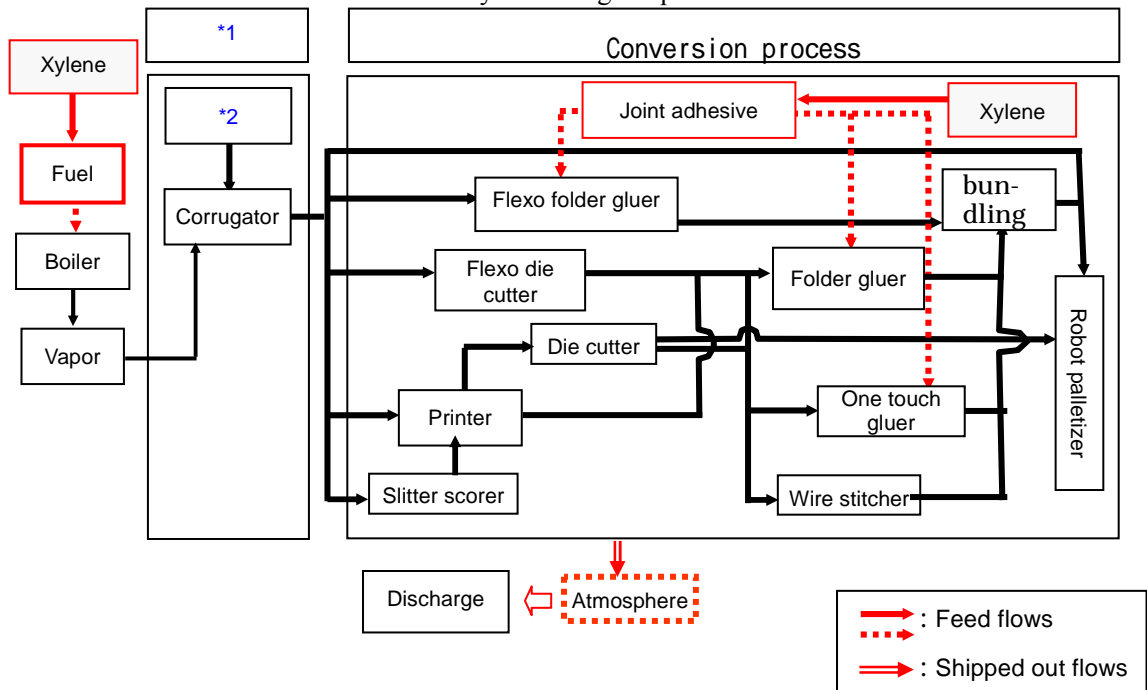 *1
Conversion process
Xylene
*2
Joint adhesive
Xylene
Fuel
Corrugator
Flexo folder gluer
bun-
dling
Boiler
Flexo die
cutter
Folder gluer
Vapor
Die cutter
Robot palletizer
Printer
One touch
gluer
Slitter scorer
Wire stitcher
Discharge
Atmosphere
: Feed flows
: Shipped out flows